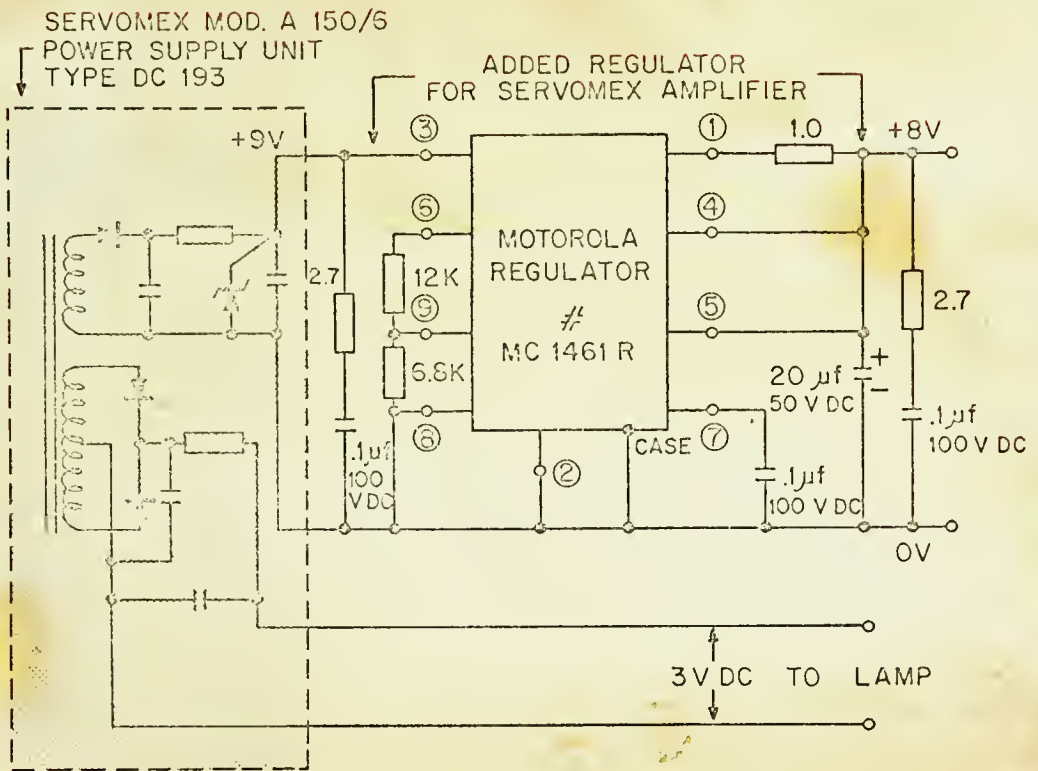 SERVOMEX MOD. A 150/6
POWER SUPPLY UNIT
TYPE DC 193
ADDED REGULATOR
FOR SERVOMEX AMPLIFIER
+9V
③
①
1.0
+8V
⑥
④
2.7
12K
MOTOROLA
REGULATOR
#
MC 1461 R
⑨
⑤
2.7
6.8K
20 µf
50 V DC
+
-
⑧
⑦
CASE
.1µf
100
V DC
②
.1µf
100 V DC
.1µf
100 V DC
0V
3 V DC TO LAMP